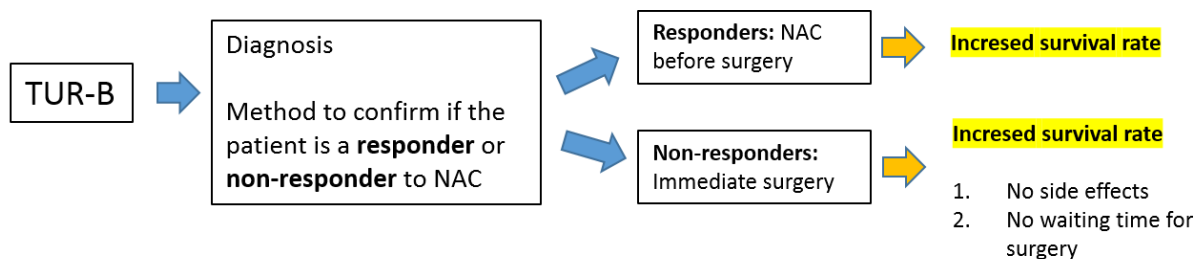 TUR-B
Diagnosis
Method to confirm if the
patient is a responder or
non-responder to NAC
Responders: NAC
before surgery
Incresed survival rate
Non-responders:
Immediate surgery
Incresed survival rate
1. No side effects
2. No waiting time for
surgery